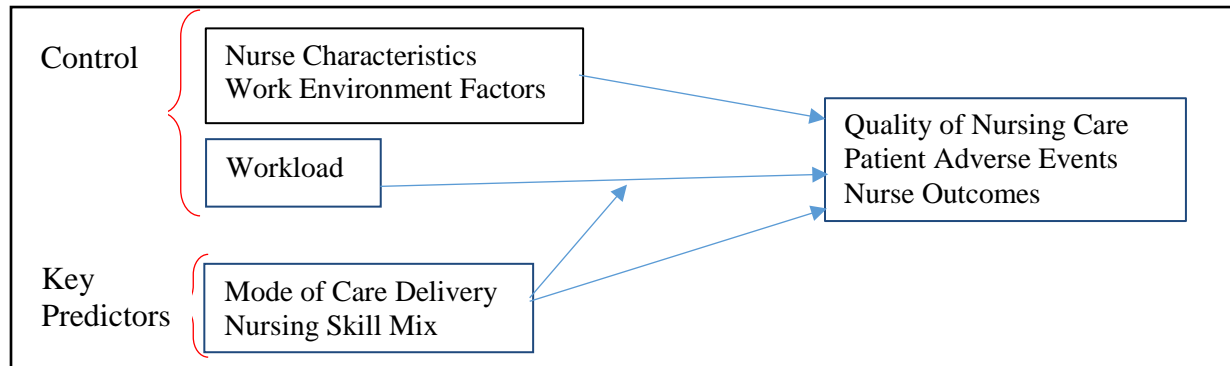 Control
Nurse Characteristics
Work Environment Factors
Workload
Quality of Nursing Care
Patient Adverse Events
Nurse Outcomes
Key
Predictors
Mode of Care Delivery
Nursing Skill Mix